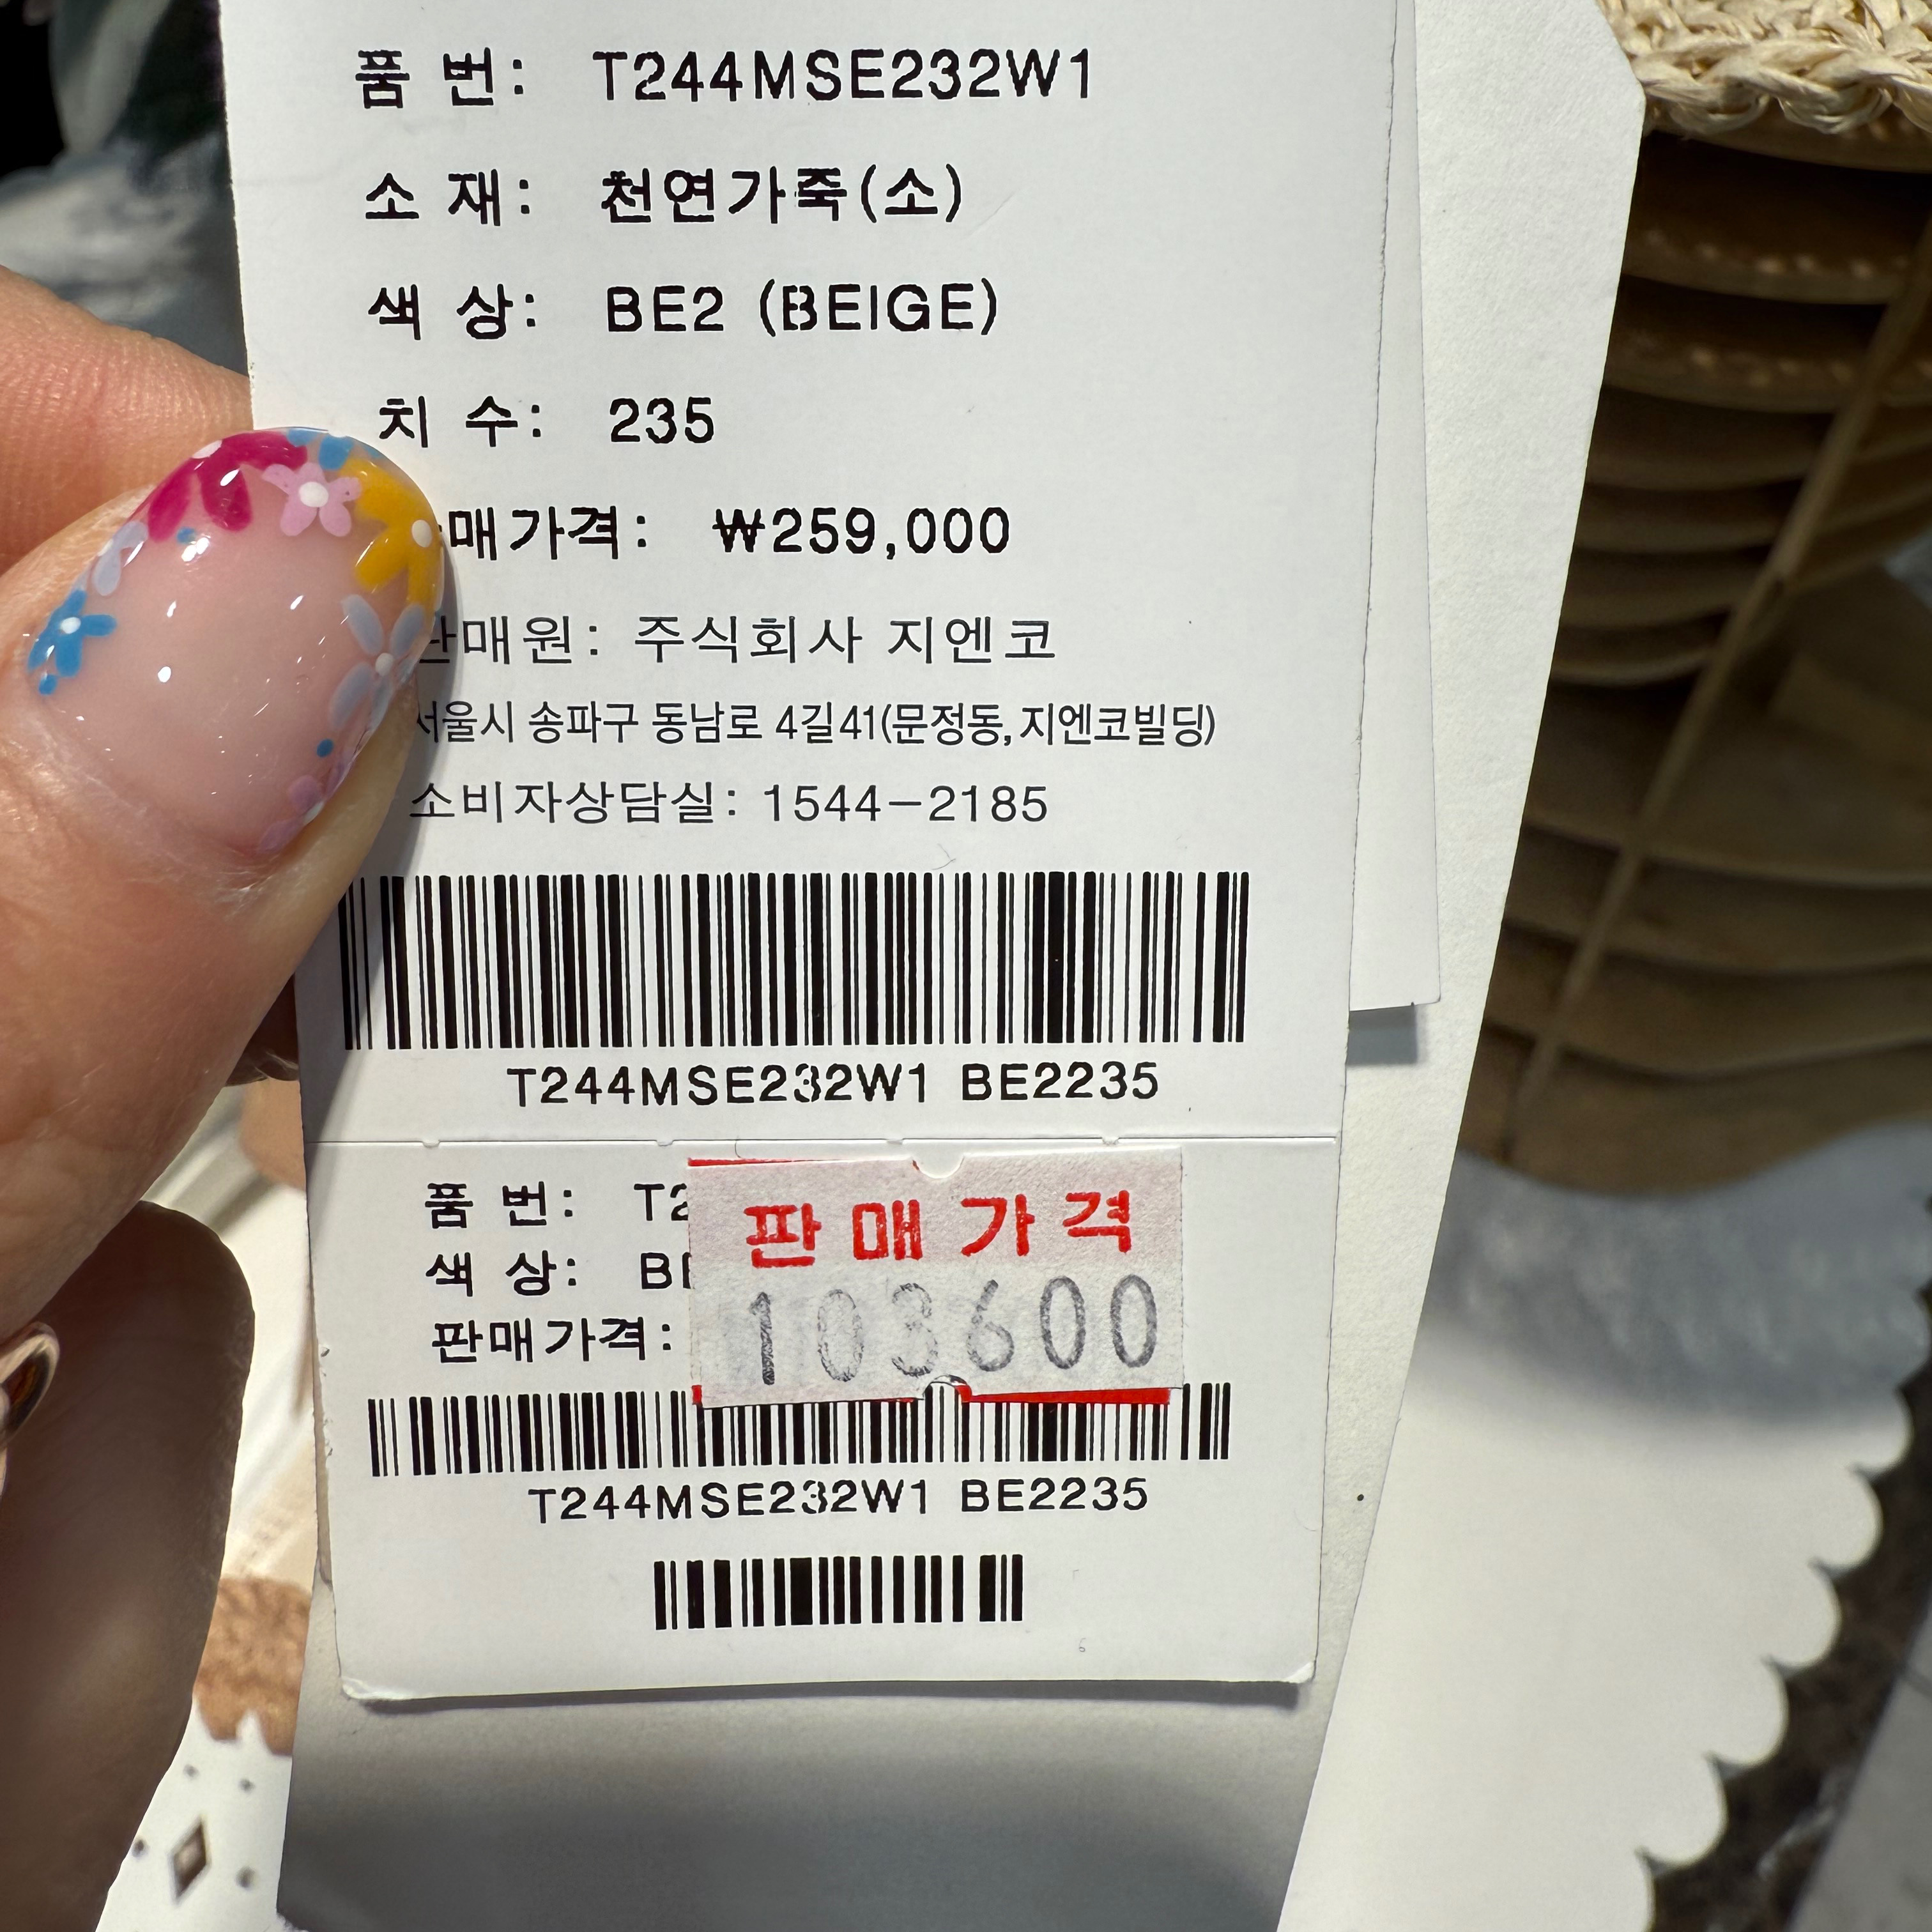 품 번: T244MSE232W1
소 재: 천연가죽(소)
색 상: BE2 (BEIGE)
치 수: 235
매가격: ₩259,000
판매원: 주식회사 지엔코
서울시 송파구 동남로 4길41(문정동, 지엔코빌딩)
소비자상담실: 1544-2185
T244MSE232W1 BE2235
품 번: T2
색 상: BE
판매가격:
판매가격
103600
T244MSE232W1 BE2235